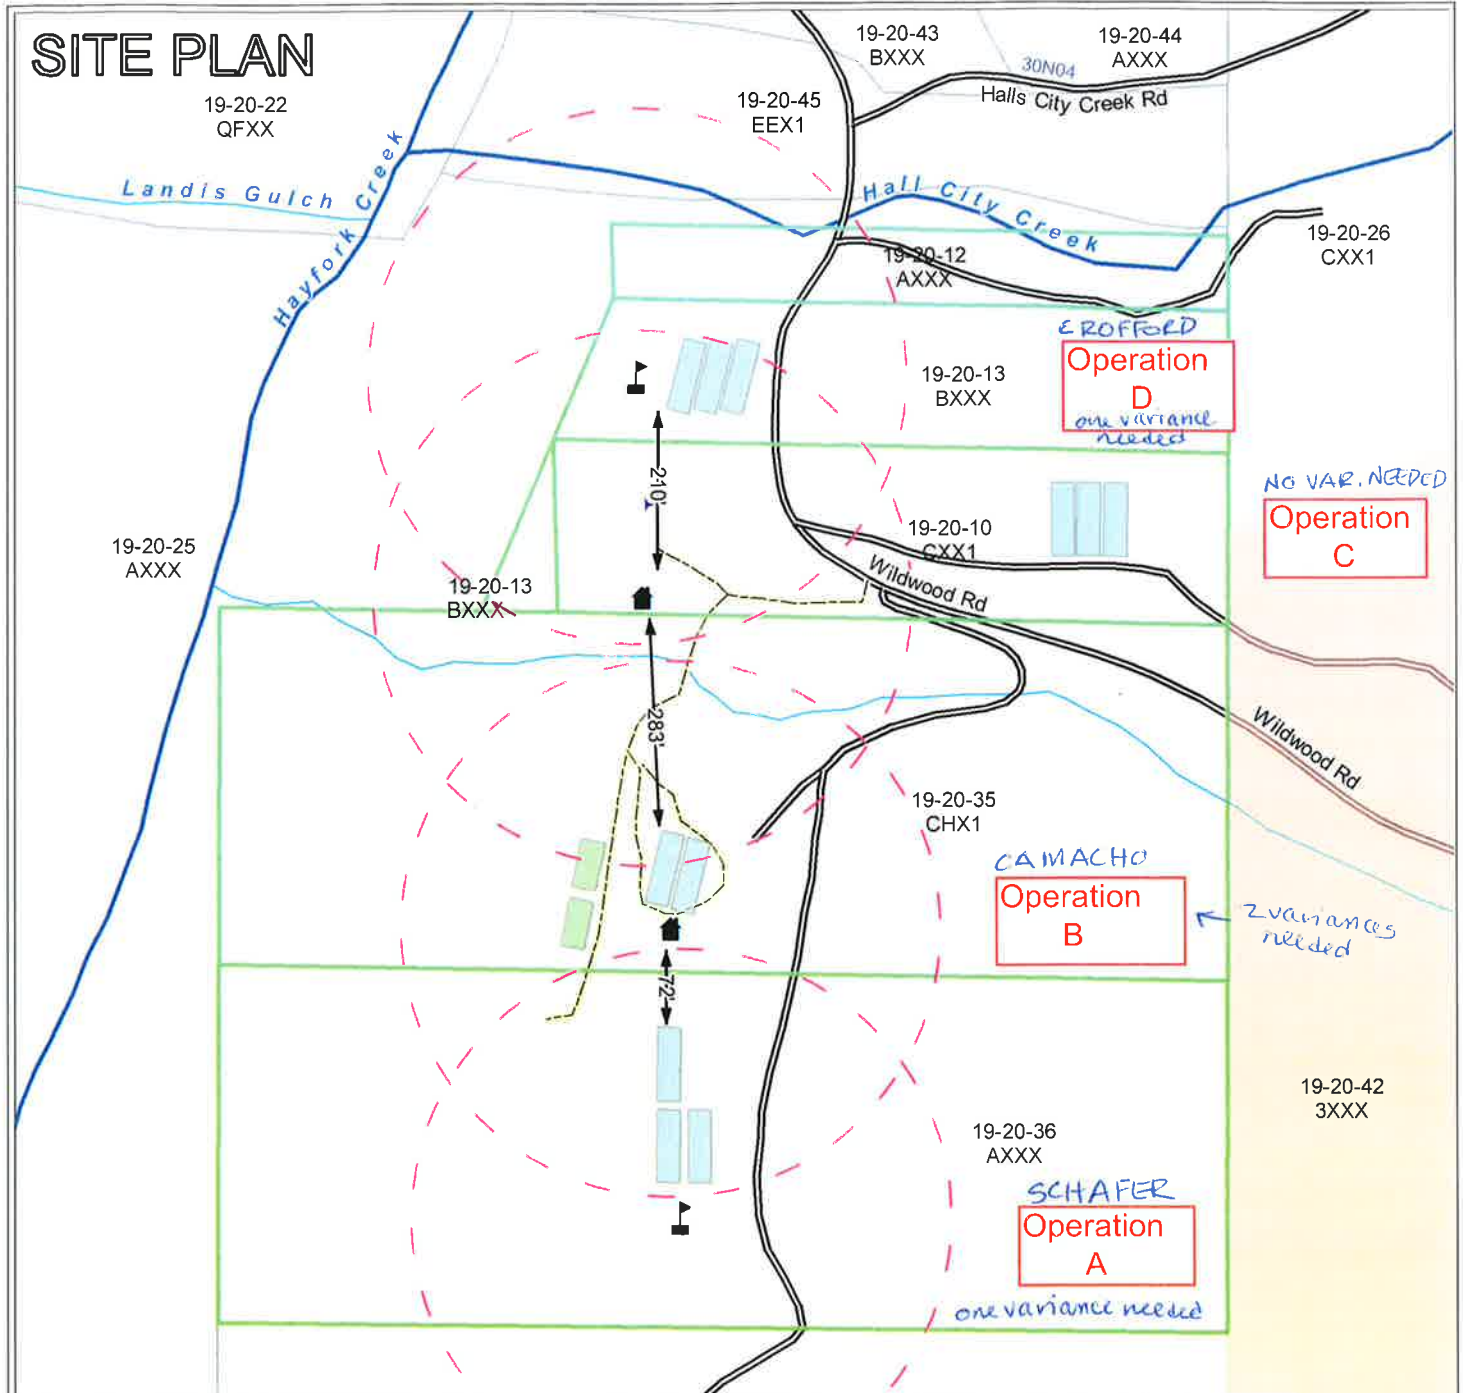 SITE PLAN
19-20-22
QFXX
19-20-43
BXXX
19-20-44
AXXX
30N04
Halls City Creek Rd
19-20-45
EEX1
Landis Gulch
Hayfork Creek
Hall City Creek
19-20-12
AXXX
19-20-26
CXX1
EROFFORD
Operation
D
one variance
needed
19-20-13
BXXX
210'
NO VAR. NEEDED
Operation
C
19-20-10
CXX1
19-20-25
AXXX
19-20-13
BXXX
Wildwood Rd
283'
Wildwood Rd
19-20-35
CHX1
CAMACHO
Operation
B
2 variances
needed
72'
19-20-42
3XXX
19-20-36
AXXX
SCHAFER
Operation
A
one variance needed